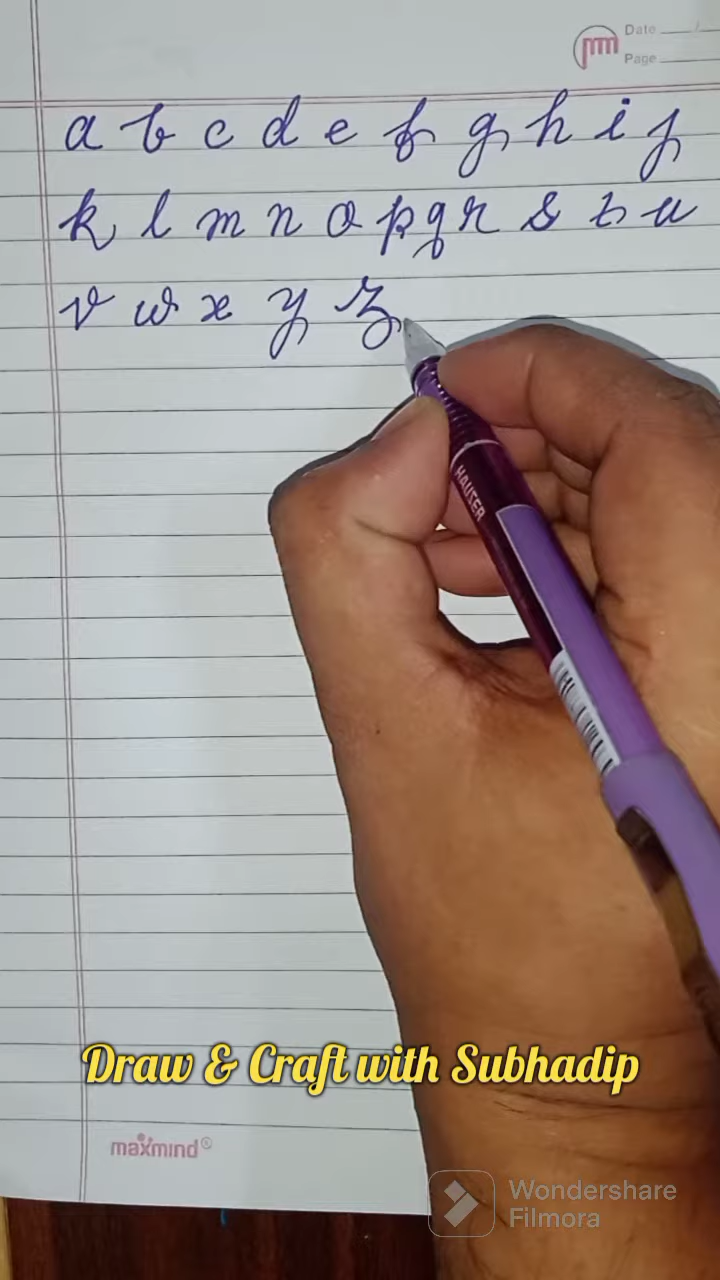 Date
Page
a b c d e f g h i j
k l m n o p q r s t u
v w x y z
HAUSER
Draw & Craft with Subhadip
maxmind®
Wondershare
Filmora